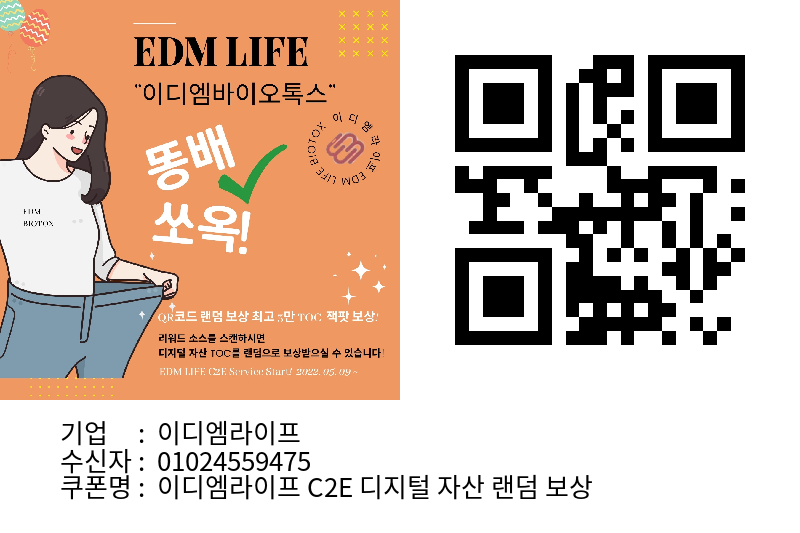 EDM LIFE
"이디엠바이오톡스"
이 디 엠 라 이 프 EDM LIFE BIOTOX
똥배
쏘옥!
EDM
BIOTOX
QR코드 랜덤 보상 최고 5만 TOC 잭팟 보상!
리워드 소스를 스캔하시면
디지털 자산 TOC를 랜덤으로 보상받으실 수 있습니다!
EDM LIFE C2E Service Start! 2022. 05. 09 ~
기업 : 이디엠라이프
수신자 : 01024559475
쿠폰명 : 이디엠라이프 C2E 디지털 자산 랜덤 보상